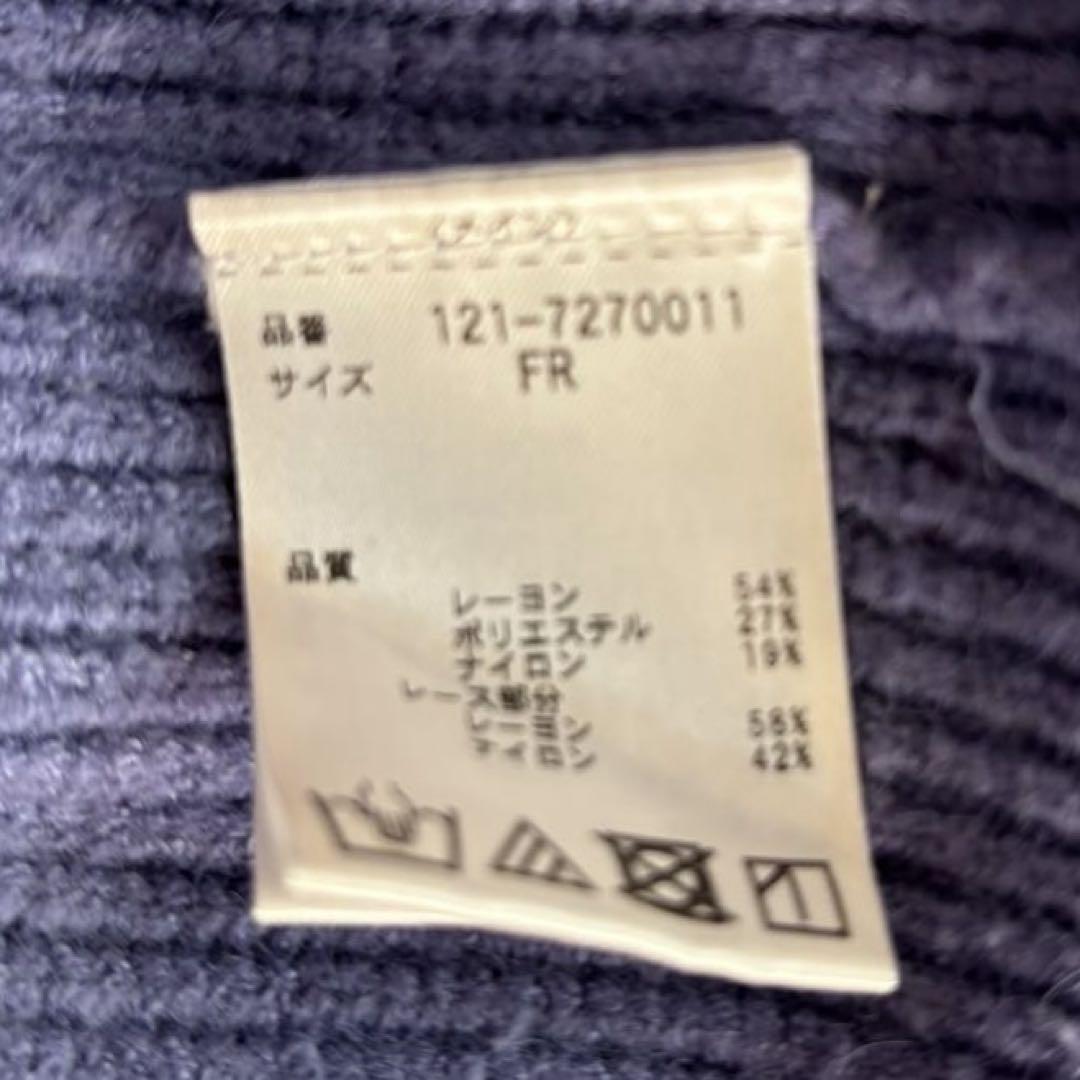 品番 121-7270011
サイズ FR
品質
レーヨン 54%
ポリエステル 27%
ナイロン 19%
レース部分
レーヨン 58%
ナイロン 42%